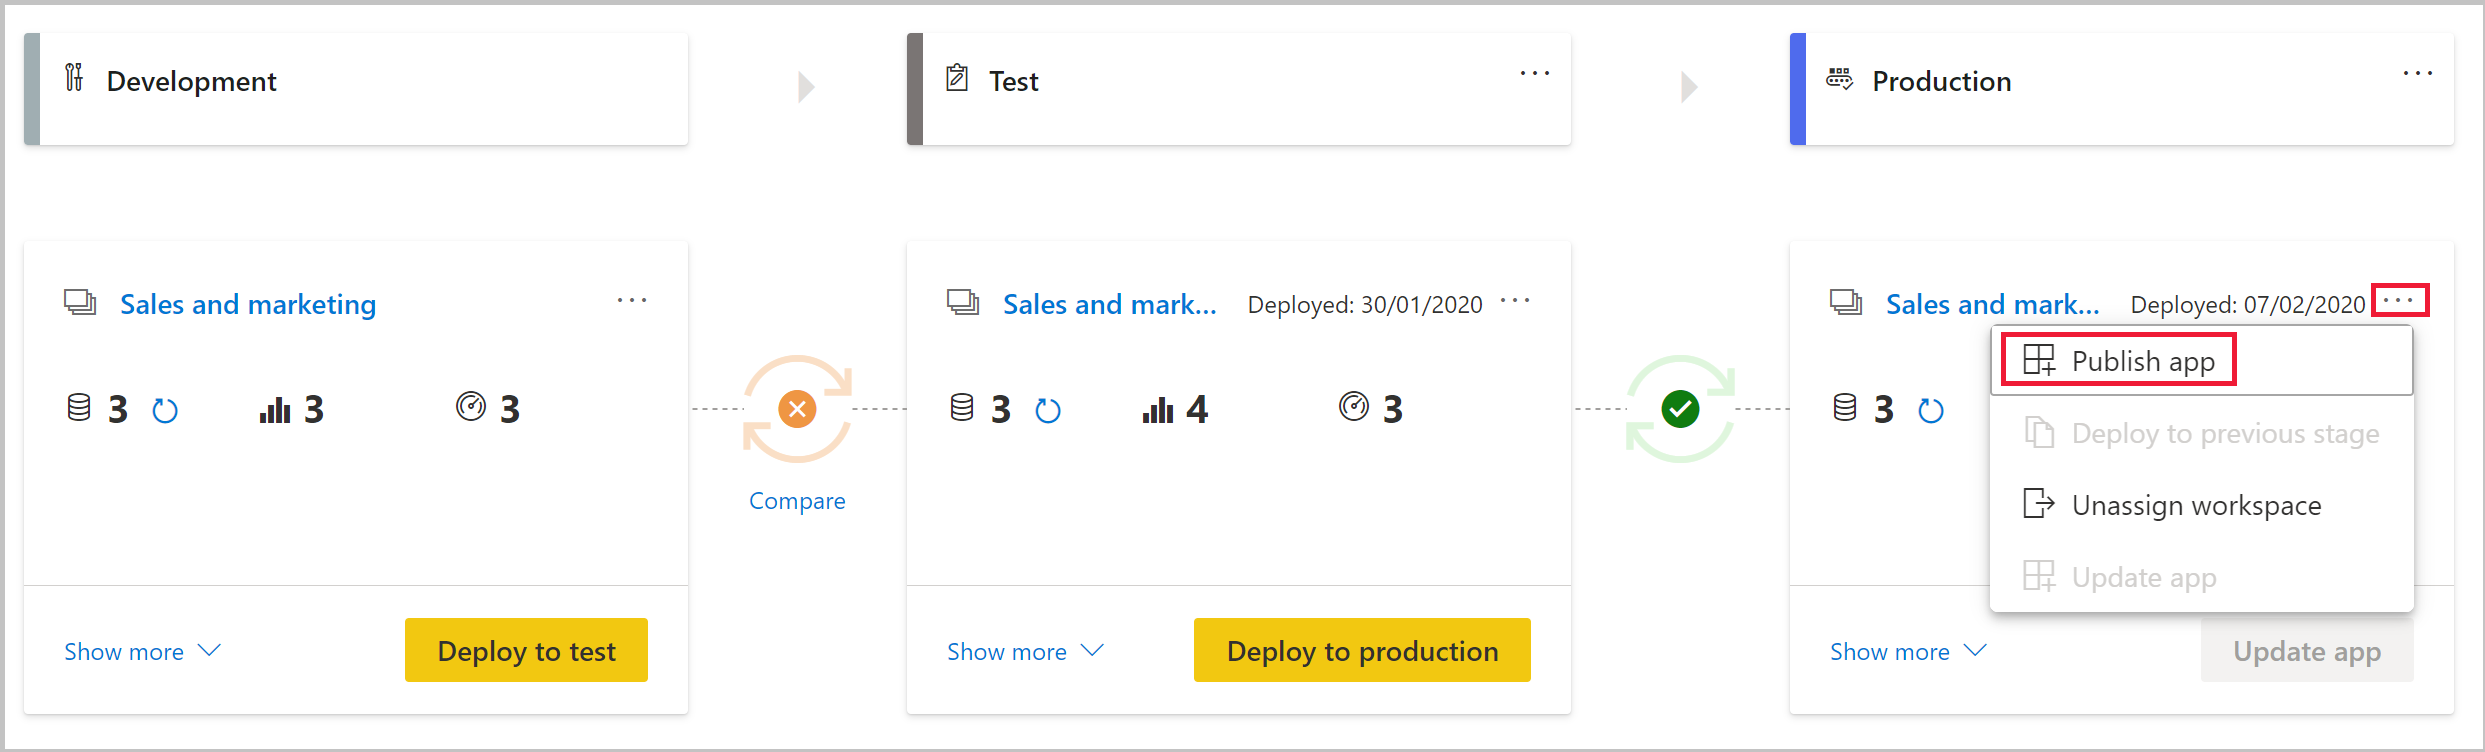 Development
Test
...
Production
...
Sales and marketing
...
Sales and mark...
Deployed: 30/01/2020
...
Sales and mark...
Deployed: 07/02/2020
...
3
3
3
3
4
3
3
Publish app
Deploy to previous stage
Unassign workspace
Update app
Compare
Show more
Deploy to test
Show more
Deploy to production
Show more
Update app